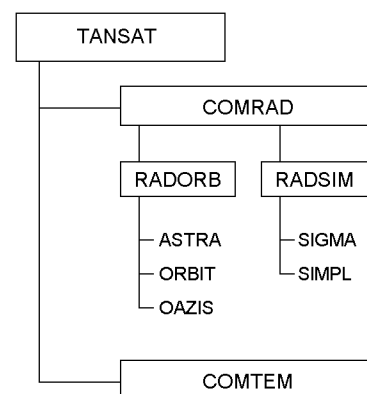 TANSAT
COMRAD
RADORB RADSIM
ASTRA SIGMA
ORBIT SIMPL
OAZIS
COMTEM